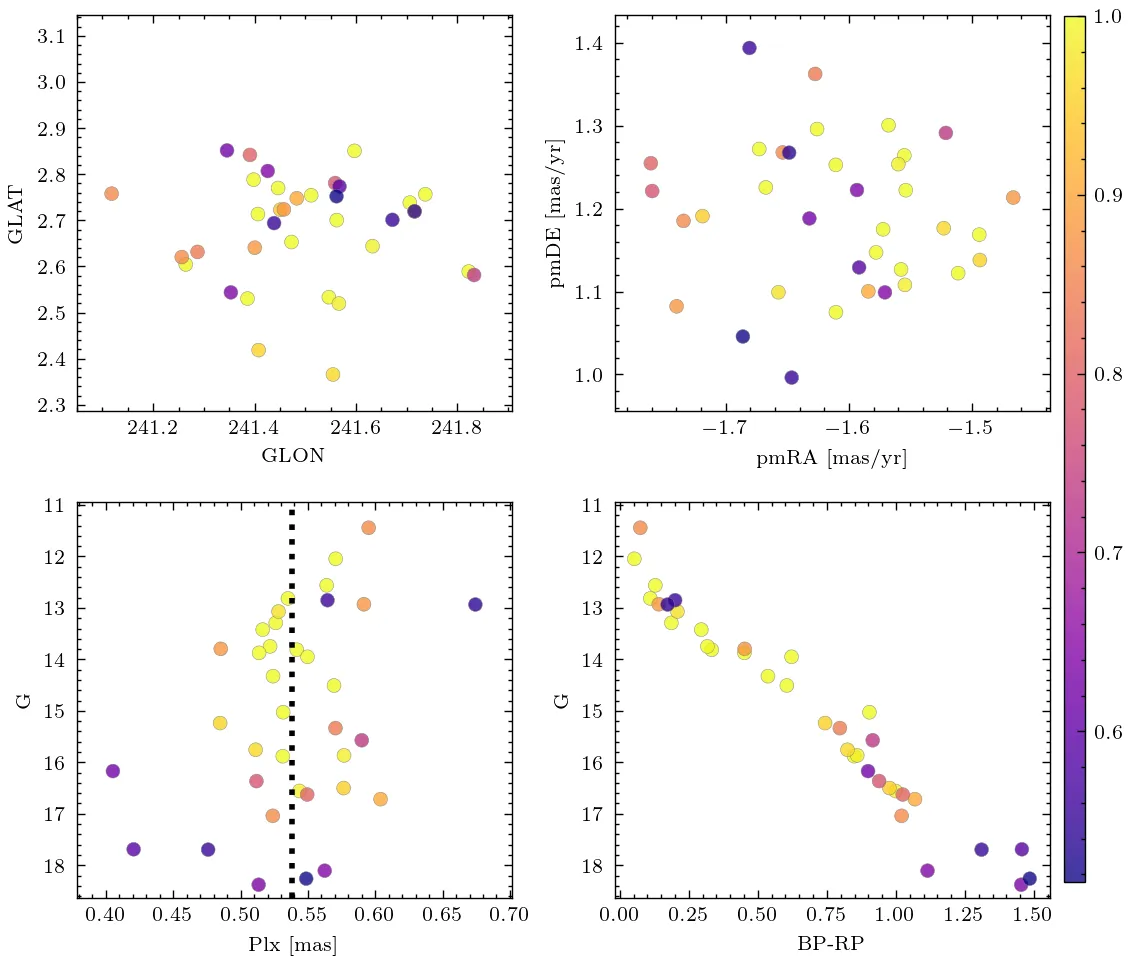 3.1
3.0
2.9
2.8
2.7
2.6
2.5
2.4
2.3
GLAT
241.2 241.4 241.6 241.8
GLON
1.4
1.3
1.2
1.1
1.0
pmDE [mas/yr]
−1.7 −1.6 −1.5
pmRA [mas/yr]
1.0
0.9
0.8
0.7
0.6
11
12
13
14
15
16
17
18
G
0.40 0.45 0.50 0.55 0.60 0.65 0.70
Plx [mas]
11
12
13
14
15
16
17
18
G
0.00 0.25 0.50 0.75 1.00 1.25 1.50
BP-RP